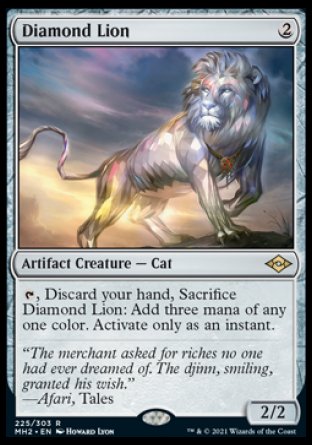 Diamond Lion 2
Artifact Creature — Cat
, Discard your hand, Sacrifice
Diamond Lion: Add three mana of any
one color. Activate only as an instant.
“The merchant asked for riches no one
had ever dreamed of. The djinn, smiling,
granted his wish.”
—Afari, Tales
2/2
225/303 R
MH2 • EN Howard Lyon
™ & © 2021 Wizards of the Coast